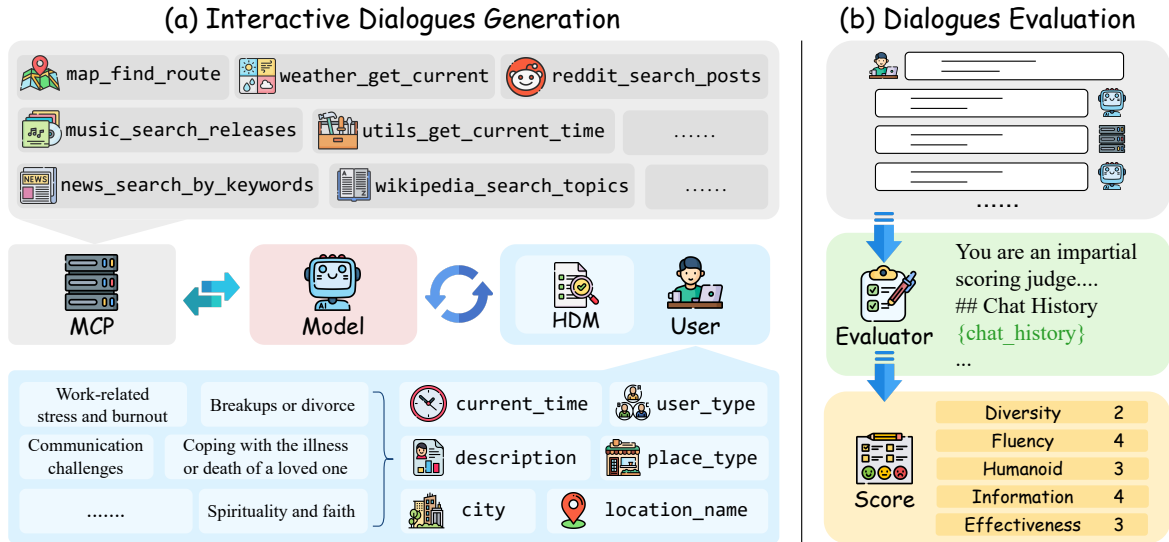 (a) Interactive Dialogues Generation
map_find_route
weather_get_current
reddit_search_posts
music_search_releases
utils_get_current_time
......
NEWS
news_search_by_keywords
wikipedia_search_topics
......
MCP
AI
Model
HDM
User
Work-related
stress and burnout
Breakups or divorce
Communication
challenges
Coping with the illness
or death of a loved one
.......
Spirituality and faith
current_time
user_type
description
place_type
city
location_name
(b) Dialogues Evaluation
......
Evaluator
You are an impartial
scoring judge....
## Chat History
{chat_history}
...
Score
Diversity 2
Fluency 4
Humanoid 3
Information 4
Effectiveness 3